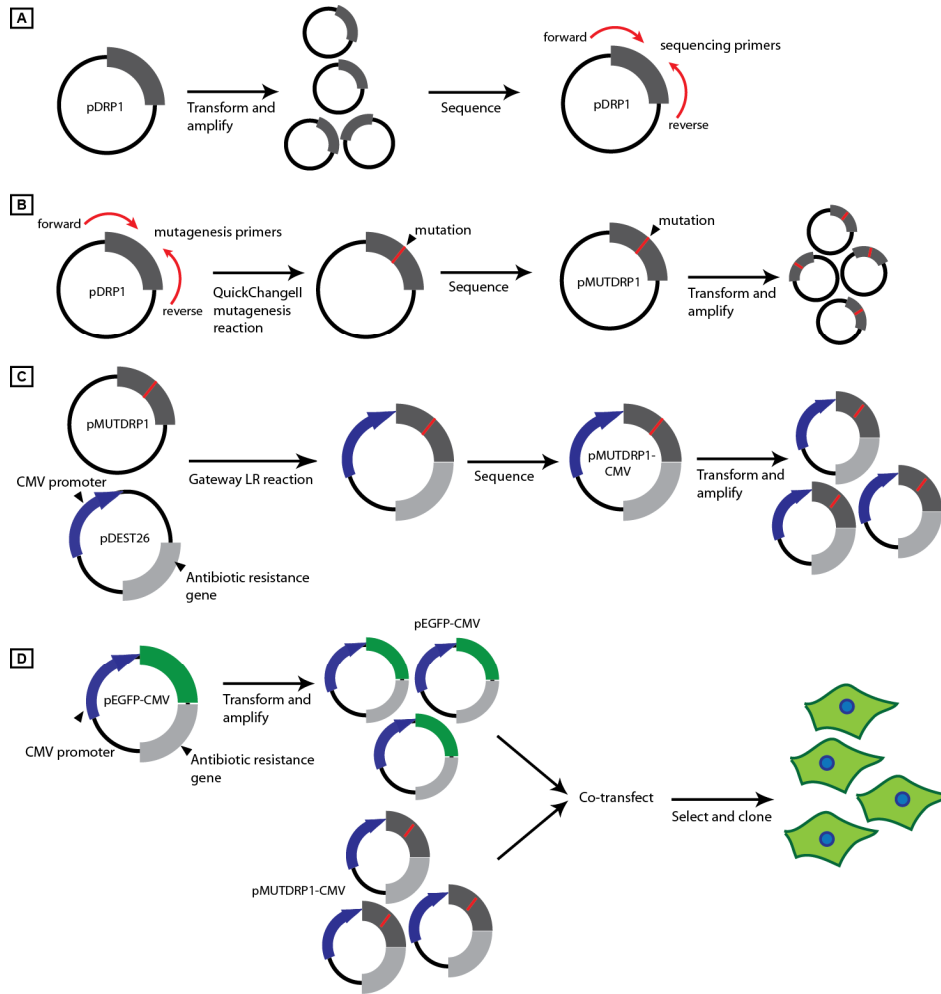 A
pDRP1
Transform and
amplify
Sequence
forward
sequencing primers
pDRP1
reverse
B
forward
mutagenesis primers
pDRP1
reverse
QuickChangeII
mutagenesis
reaction
mutation
Sequence
mutation
pMUTDRP1
Transform and
amplify
C
pMUTDRP1
CMV promoter
pDEST26
Antibiotic resistance
gene
Gateway LR reaction
Sequence
pMUTDRP1-
CMV
Transform and
amplify
D
pEGFP-CMV
CMV promoter
Antibiotic resistance
gene
Transform and
amplify
pEGFP-CMV
pMUTDRP1-CMV
Co-transfect
Select and clone